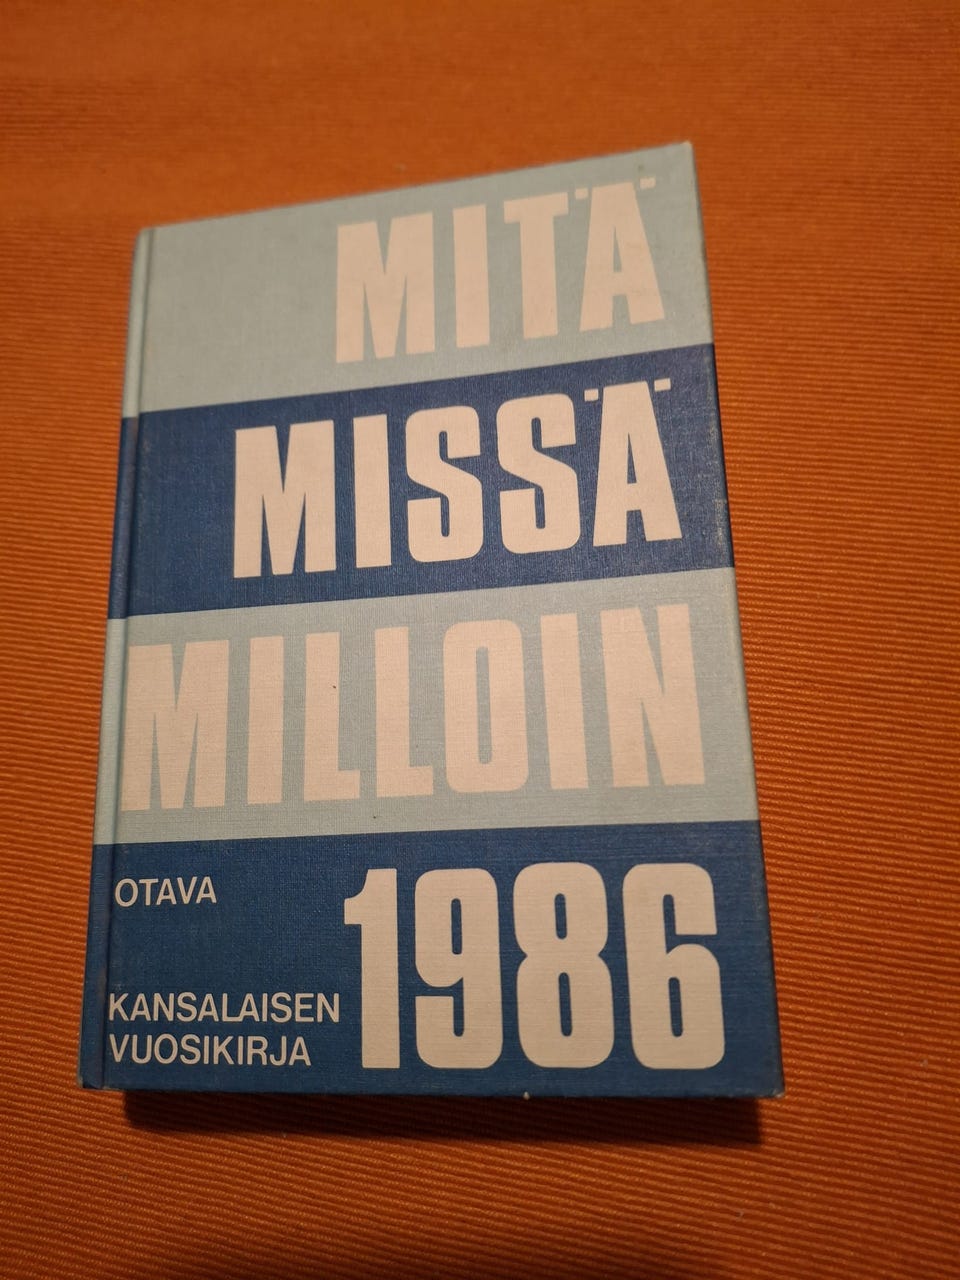 MITÄ
MISSÄ
MILLOIN
1986
OTAVA
KANSALAISEN
VUOSIKIRJA